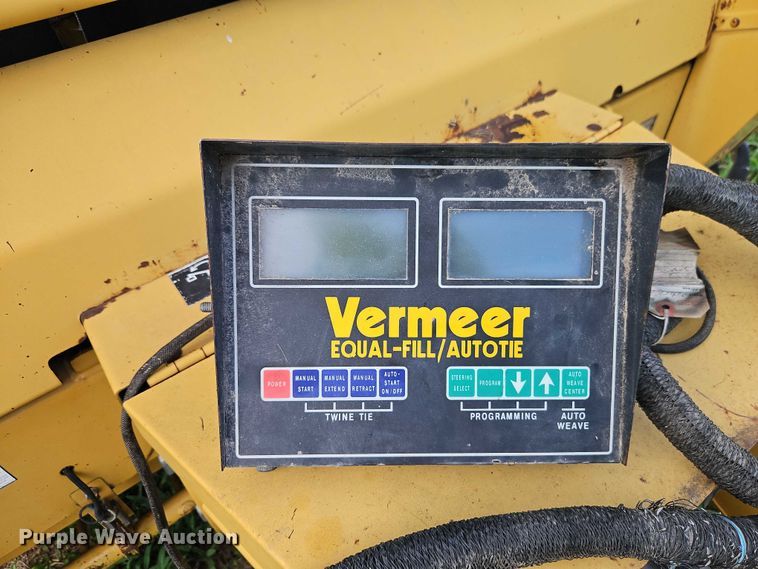 Vermeer
EQUAL-FILL/AUTOTIE
POWER
MANUAL START
MANUAL EXTEND
MANUAL RETRACT
AUTO-START ON/OFF
STEERING SELECT
PROGRAM
AUTO WEAVE CENTER
TWINE TIE
PROGRAMMING
AUTO WEAVE
Purple Wave Auction